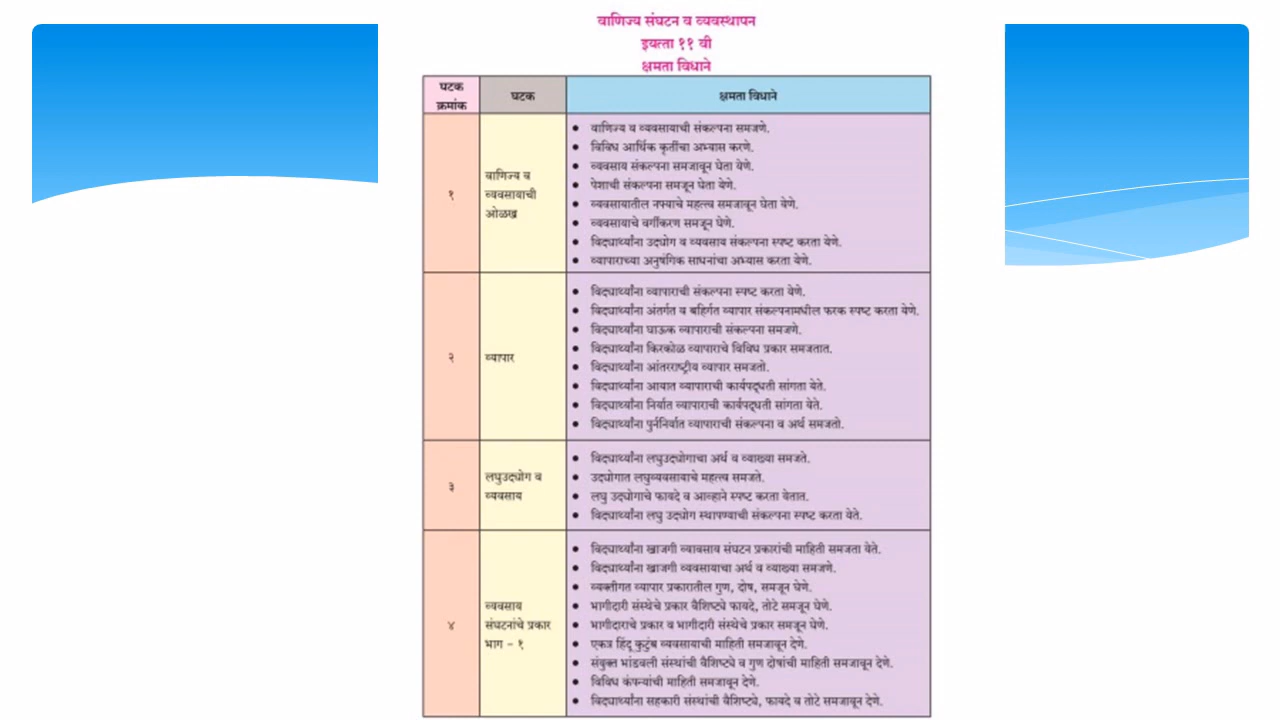 वाणिज्य संघटन व व्यवस्थापन
इयत्ता ११ वी
क्षमता विधाने
घटक क्रमांक	घटक	क्षमता विधाने
१
वाणिज्य व
व्यवसायाची
ओळख
• वाणिज्य व व्यवसायाची संकल्पना समजणे.
• विविध आर्थिक कृतींचा अभ्यास करणे.
• व्यवसाय संकल्पना समजावून घेता येणे.
• पेशाची संकल्पना समजून घेता येणे.
• व्यवसायातील नफ्याचे महत्त्व समजावून घेता येणे.
• व्यवसायाचे वर्गीकरण समजून घेणे.
• विद्यार्थ्यांना उद्योग व व्यवसाय संकल्पना स्पष्ट करता येणे.
• व्यापाराच्या अनुषंगिक साधनांचा अभ्यास करता येणे.
२
व्यापार
• विद्यार्थ्यांना व्यापाराची संकल्पना स्पष्ट करता येणे.
• विद्यार्थ्यांना अंतर्गत व बहिर्गत व्यापार संकल्पनामधील फरक स्पष्ट करता येणे.
• विद्यार्थ्यांना घाऊक व्यापाराची संकल्पना समजणे.
• विद्यार्थ्यांना किरकोळ व्यापाराचे विविध प्रकार समजतात.
• विद्यार्थ्यांना आंतरराष्ट्रीय व्यापार समजतो.
• विद्यार्थ्यांना आयात व्यापाराची कार्यपद्धती सांगता येते.
• विद्यार्थ्यांना निर्यात व्यापाराची कार्यपद्धती सांगता येते.
• विद्यार्थ्यांना पुर्ननिर्यात व्यापाराची संकल्पना व अर्थ समजतो.
३
लघुउद्योग व
व्यवसाय
• विद्यार्थ्यांना लघुउद्योगाचा अर्थ व व्याख्या समजते.
• उद्योगात लघुव्यवसायाचे महत्त्व समजते.
• लघु उद्योगाचे फायदे व आव्हाने स्पष्ट करता येतात.
• विद्यार्थ्यांना लघु उद्योग स्थापण्याची संकल्पना स्पष्ट करता येते.
४
व्यवसाय
संघटनांचे प्रकार
भाग – १
• विद्यार्थ्यांना खाजगी व्यावसाय संघटन प्रकारांची माहिती समजता येते.
• विद्यार्थ्यांना खाजगी व्यवसायाचा अर्थ व व्याख्या समजणे.
• व्यक्तीगत व्यापार प्रकारातील गुण, दोष, समजून घेणे.
• भागीदारी संस्थेचे प्रकार वैशिष्ट्ये फायदे, तोटे समजून घेणे.
• भागीदाराचे प्रकार व भागीदारी संस्थेचे प्रकार समजून घेणे.
• एकत्र हिंदू कुटुंब व्यवसायाची माहिती समजावून देणे.
• संयुक्त भांडवली संस्थांची वैशिष्ट्ये व गुण दोषांची माहिती समजावून देणे.
• विविध कंपन्यांची माहिती समजावून देणे.
• विद्यार्थ्यांना सहकारी संस्थांची वैशिष्ट्ये, फायदे व तोटे समजावून देणे.